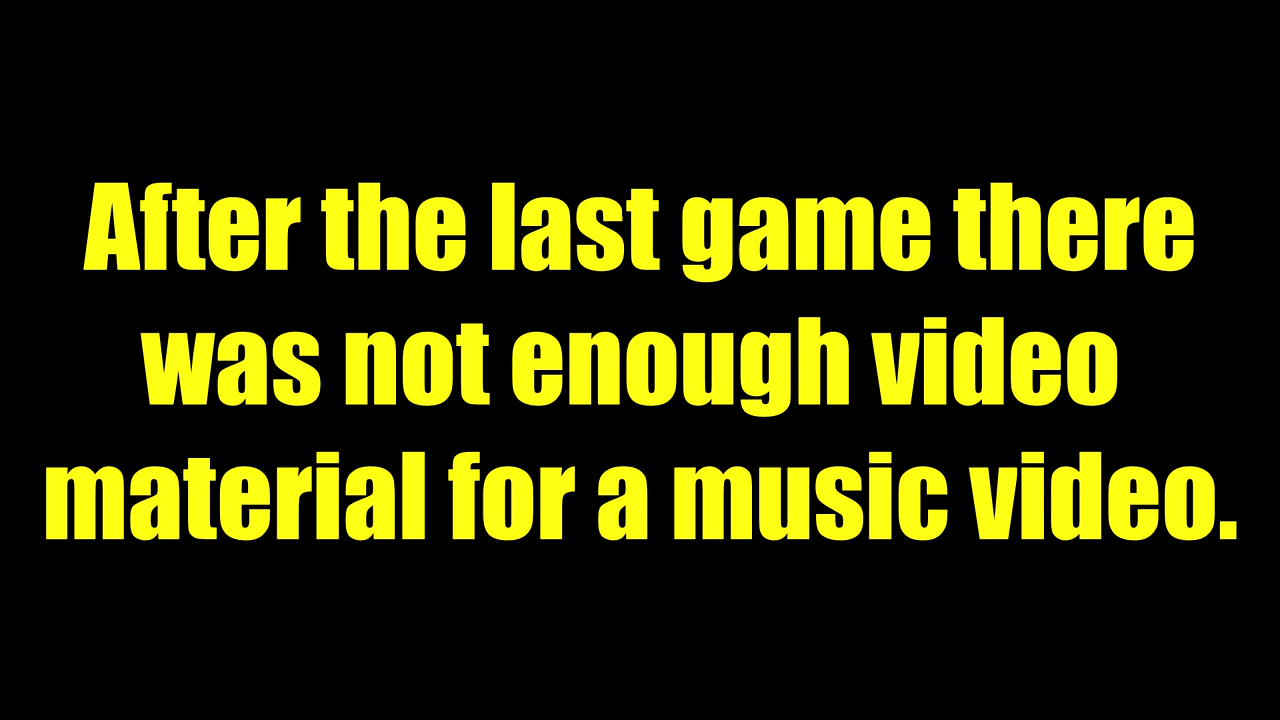 After the last game there
was not enough video
material for a music video.